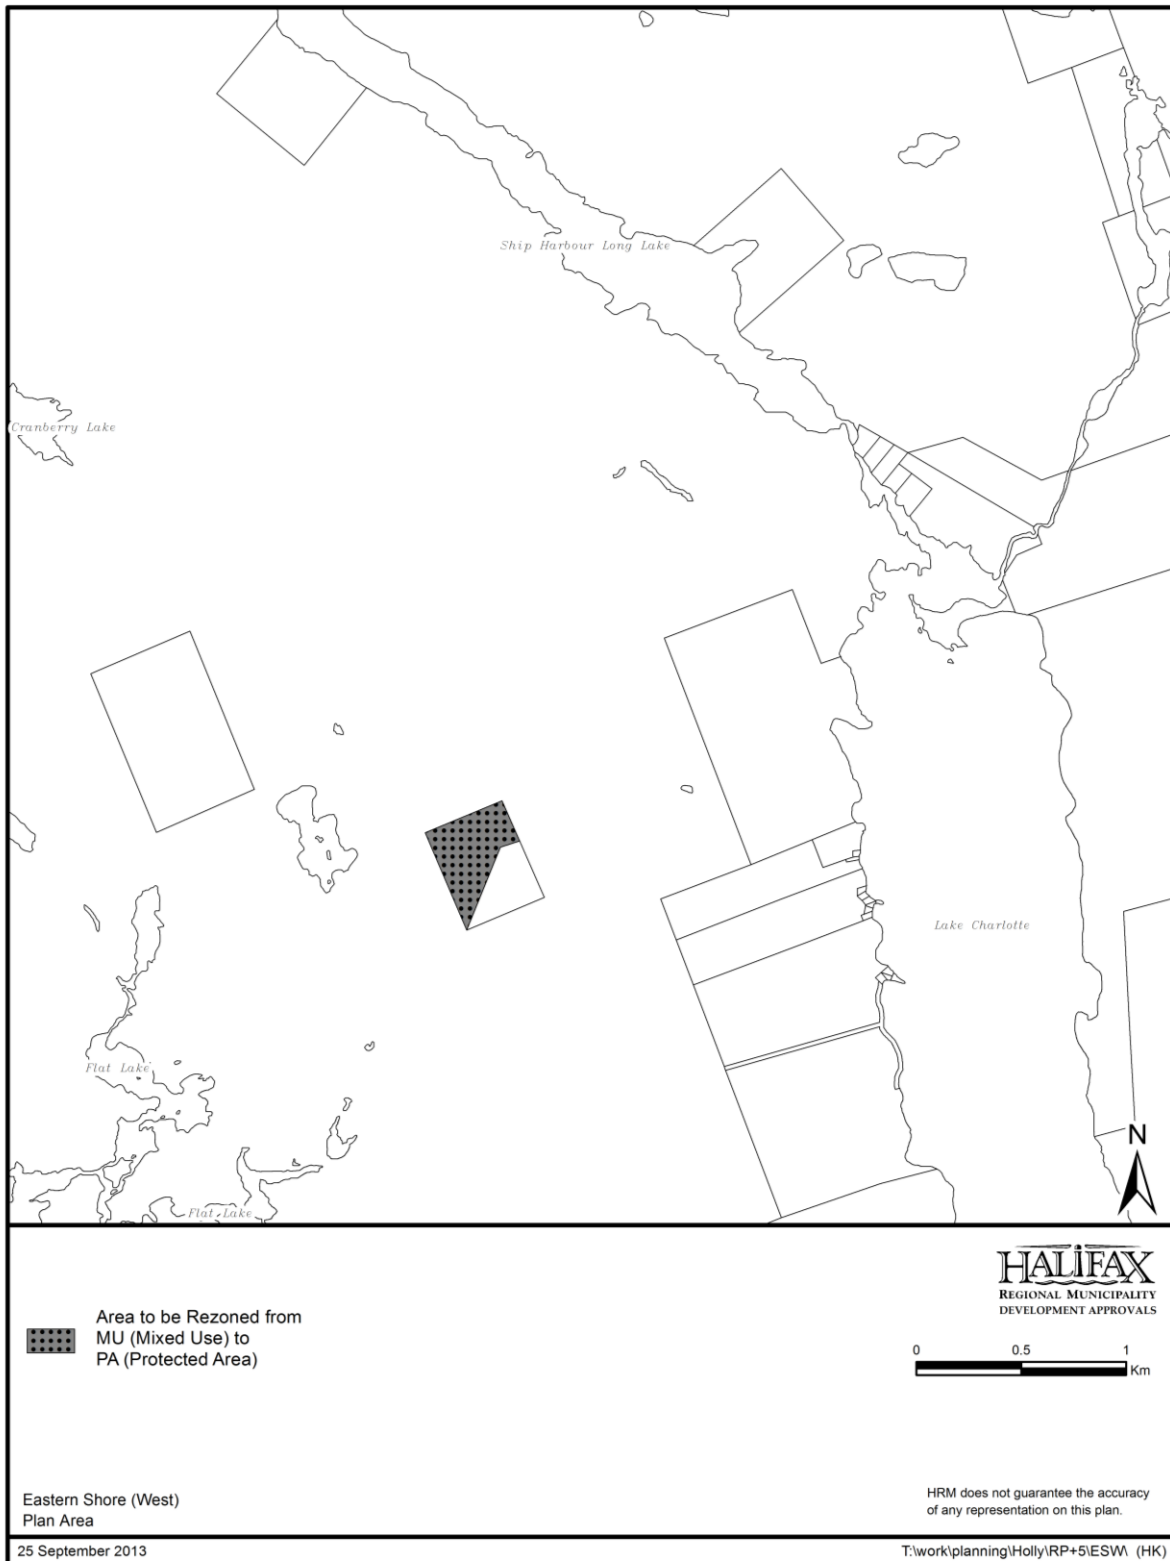 Ship Harbour Long Lake
Cranberry Lake
Lake Charlotte
Flat Lake
Flat Lake
N
HALIFAX
REGIONAL MUNICIPALITY
DEVELOPMENT APPROVALS
Area to be Rezoned from
MU (Mixed Use) to
PA (Protected Area)
0 0.5 1
Km
Eastern Shore (West)
Plan Area
HRM does not guarantee the accuracy
of any representation on this plan.
25 September 2013
T:\work\planning\Holly\RP+5\ESW\ (HK)